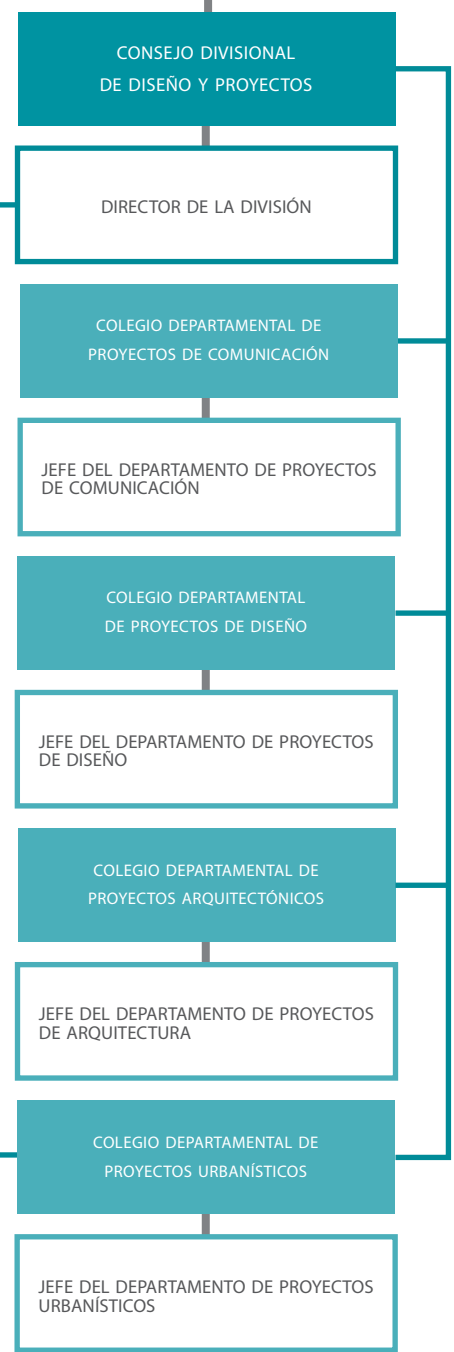 CONSEJO DIVISIONAL
DE DISEÑO Y PROYECTOS
DIRECTOR DE LA DIVISIÓN
COLEGIO DEPARTAMENTAL DE
PROYECTOS DE COMUNICACIÓN
JEFE DEL DEPARTAMENTO DE PROYECTOS
DE COMUNICACIÓN
COLEGIO DEPARTAMENTAL
DE PROYECTOS DE DISEÑO
JEFE DEL DEPARTAMENTO DE PROYECTOS
DE DISEÑO
COLEGIO DEPARTAMENTAL DE
PROYECTOS ARQUITECTÓNICOS
JEFE DEL DEPARTAMENTO DE PROYECTOS
DE ARQUITECTURA
COLEGIO DEPARTAMENTAL DE
PROYECTOS URBANÍSTICOS
JEFE DEL DEPARTAMENTO DE PROYECTOS
URBANÍSTICOS